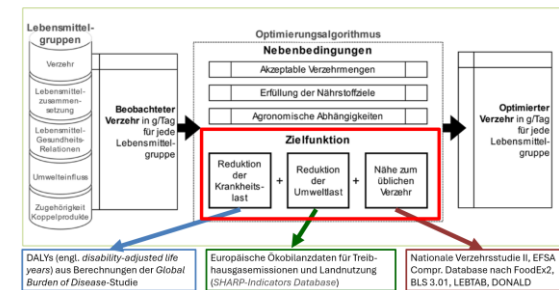 Lebensmittel-
gruppen
Verzehr
Lebensmittel-
zusammen-
setzung
Lebensmittel-
Gesundheits-
Relationen
Umwelteinfluss
Zugehörigkeit
Koppelprodukte
Beobachteter
Verzehr in g/Tag
für jede
Lebensmittel-
gruppe
Optimierungsalgorithmus
Nebenbedingungen
Akzeptable Verzehrmengen
Erfüllung der Nährstoffziele
Agronomische Abhängigkeiten
Zielfunktion
Reduktion
der
Krankheits-
last
+
Reduktion
der
Umweltlast
+
Nähe zum
üblichen
Verzehr
Optimierter
Verzehr in g/Tag
für jede
Lebensmittel-
gruppe
DALYs (engl. disability-adjusted life
years) aus Berechnungen der Global
Burden of Disease-Studie
Europäische Ökobilanzdaten für Treib-
hausgasemissionen und Landnutzung
(SHARP-Indicators Database)
Nationale Verzehrsstudie II, EFSA
Compr. Database nach FoodEx2,
BLS 3.01, LEBTAB, DONALD